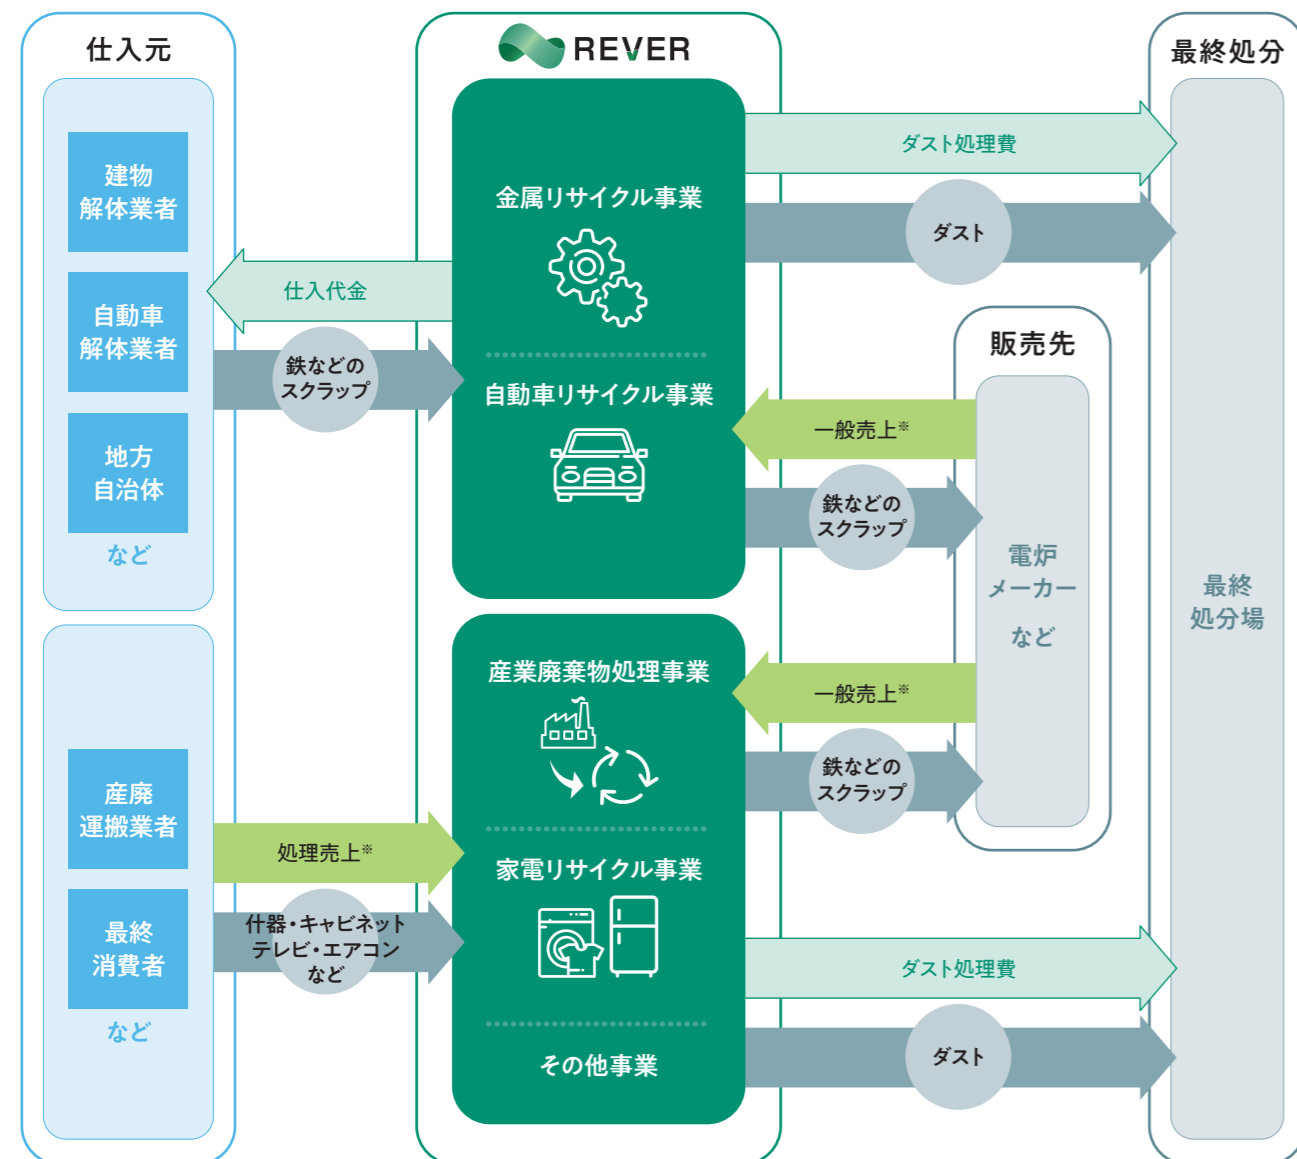 仕入元
建物
解体業者
自動車
解体業者
地方
自治体
など
産廃
運搬業者
最終
消費者
など
仕入代金
鉄などの
スクラップ
処理売上※
什器・キャビネット
テレビ・エアコン
など
REVER
金属リサイクル事業
自動車リサイクル事業
産業廃棄物処理事業
家電リサイクル事業
その他事業
ダスト処理費
ダスト
販売先
一般売上※
鉄などの
スクラップ
電炉
メーカー
など
一般売上※
鉄などの
スクラップ
ダスト処理費
ダスト
最終処分
最終
処分場